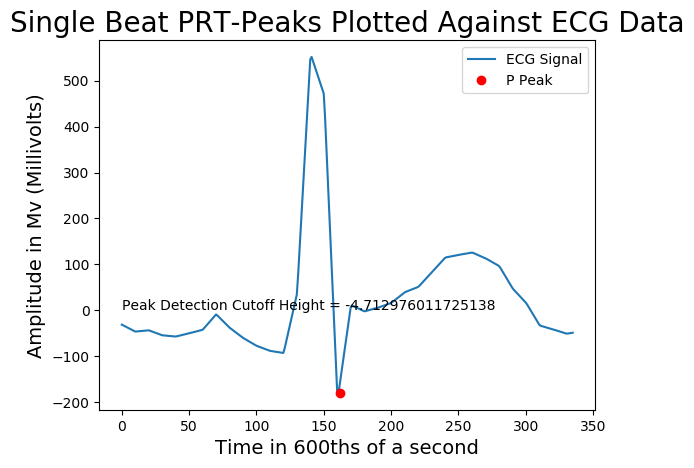 Single Beat PRT-Peaks Plotted Against ECG Data
ECG Signal
P Peak
Amplitude in Mv (Millivolts)
500
400
300
200
100
0
−100
−200
Peak Detection Cutoff Height = -4.712976011725138
0 50 100 150 200 250 300 350
Time in 600ths of a second